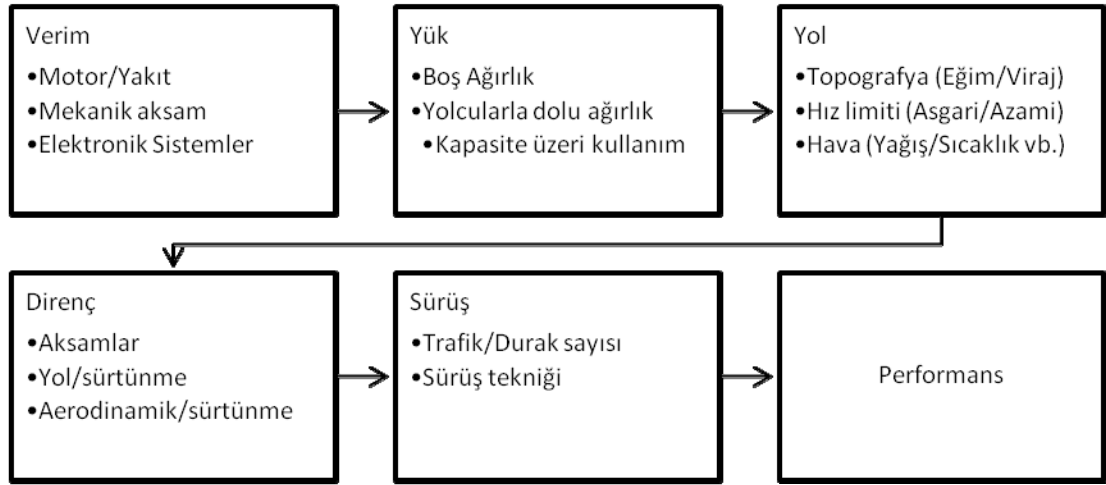 Verim
•Motor/Yakıt
•Mekanik aksam
•Elektronik Sistemler
Yük
•Boş Ağırlık
•Yolcularla dolu ağırlık
•Kapasite üzeri kullanım
Yol
•Topografya (Eğim/Viraj)
•Hız limiti (Asgari/Azami)
•Hava (Yağış/Sıcaklık vb.)
Direnç
•Aksamlar
•Yol/sürtünme
•Aerodinamik/sürtünme
Sürüş
•Trafik/Durak sayısı
•Sürüş tekniği
Performans